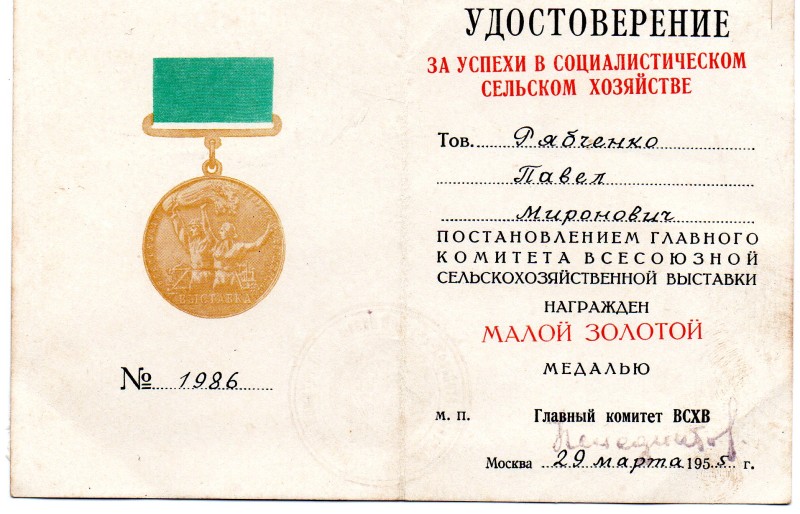 ВЫСТАВКА
№ 1986
УДОСТОВЕРЕНИЕ
ЗА УСПЕХИ В СОЦИАЛИСТИЧЕСКОМ
СЕЛЬСКОМ ХОЗЯЙСТВЕ
Тов. Рябченко
Павел
Миронович
ПОСТАНОВЛЕНИЕМ ГЛАВНОГО
КОМИТЕТА ВСЕСОЮЗНОЙ
СЕЛЬСКОХОЗЯЙСТВЕННОЙ ВЫСТАВКИ
НАГРАЖДЕН
МАЛОЙ ЗОЛОТОЙ
МЕДАЛЬЮ
м. п. Главный комитет ВСХВ
Москва 29 марта 1955 г.